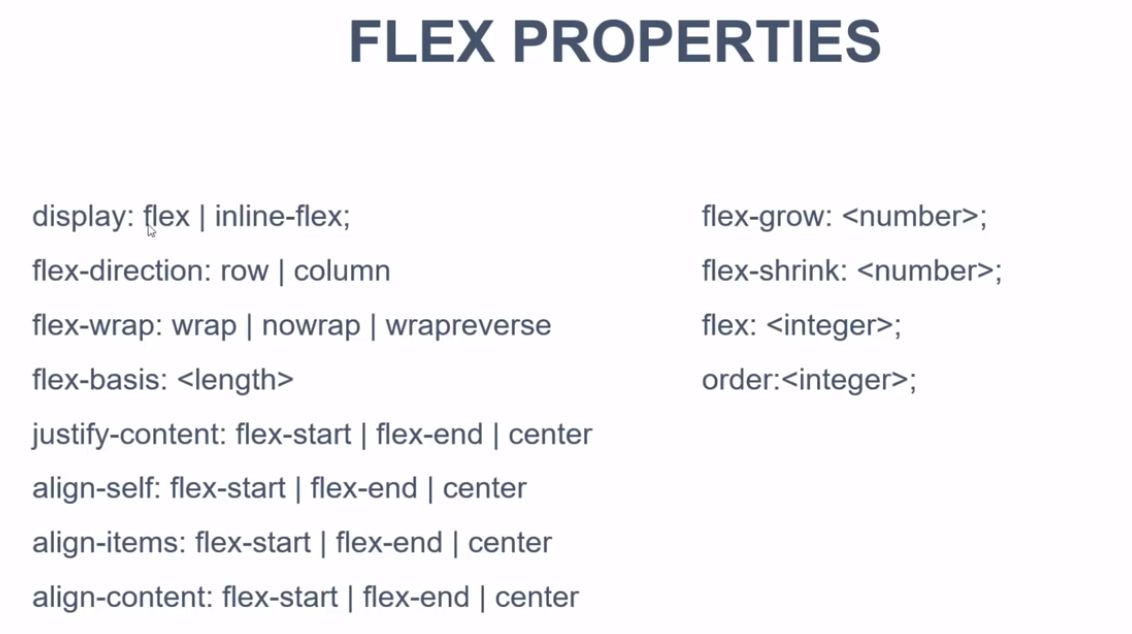 FLEX PROPERTIES
display: flex | inline-flex;
flex-direction: row | column
flex-wrap: wrap | nowrap | wrapreverse
flex-basis: <length>
justify-content: flex-start | flex-end | center
align-self: flex-start | flex-end | center
align-items: flex-start | flex-end | center
align-content: flex-start | flex-end | center
flex-grow: <number>;
flex-shrink: <number>;
flex: <integer>;
order:<integer>;